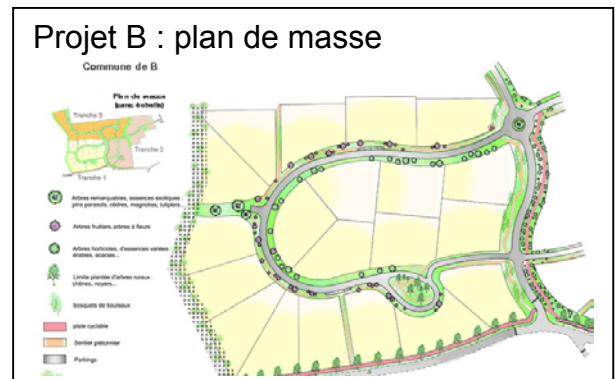 Projet B : plan de masse
Commune de B
Plan de masse
(sans échelle)
Tranche 3
Tranche 2
Tranche 1
Arbres remarquables, essences exotiques :
pins parasols, cèdres, magnolias, tulipiers...
Arbres fruitiers, arbres à fleurs
Arbres horticoles, d'essences variées
érables, acacias...
Limite plantée d'arbres ruraux :
chênes, noyers...
bosquets de bouleaux
piste cyclable
Sentier piétonnier
Parkings